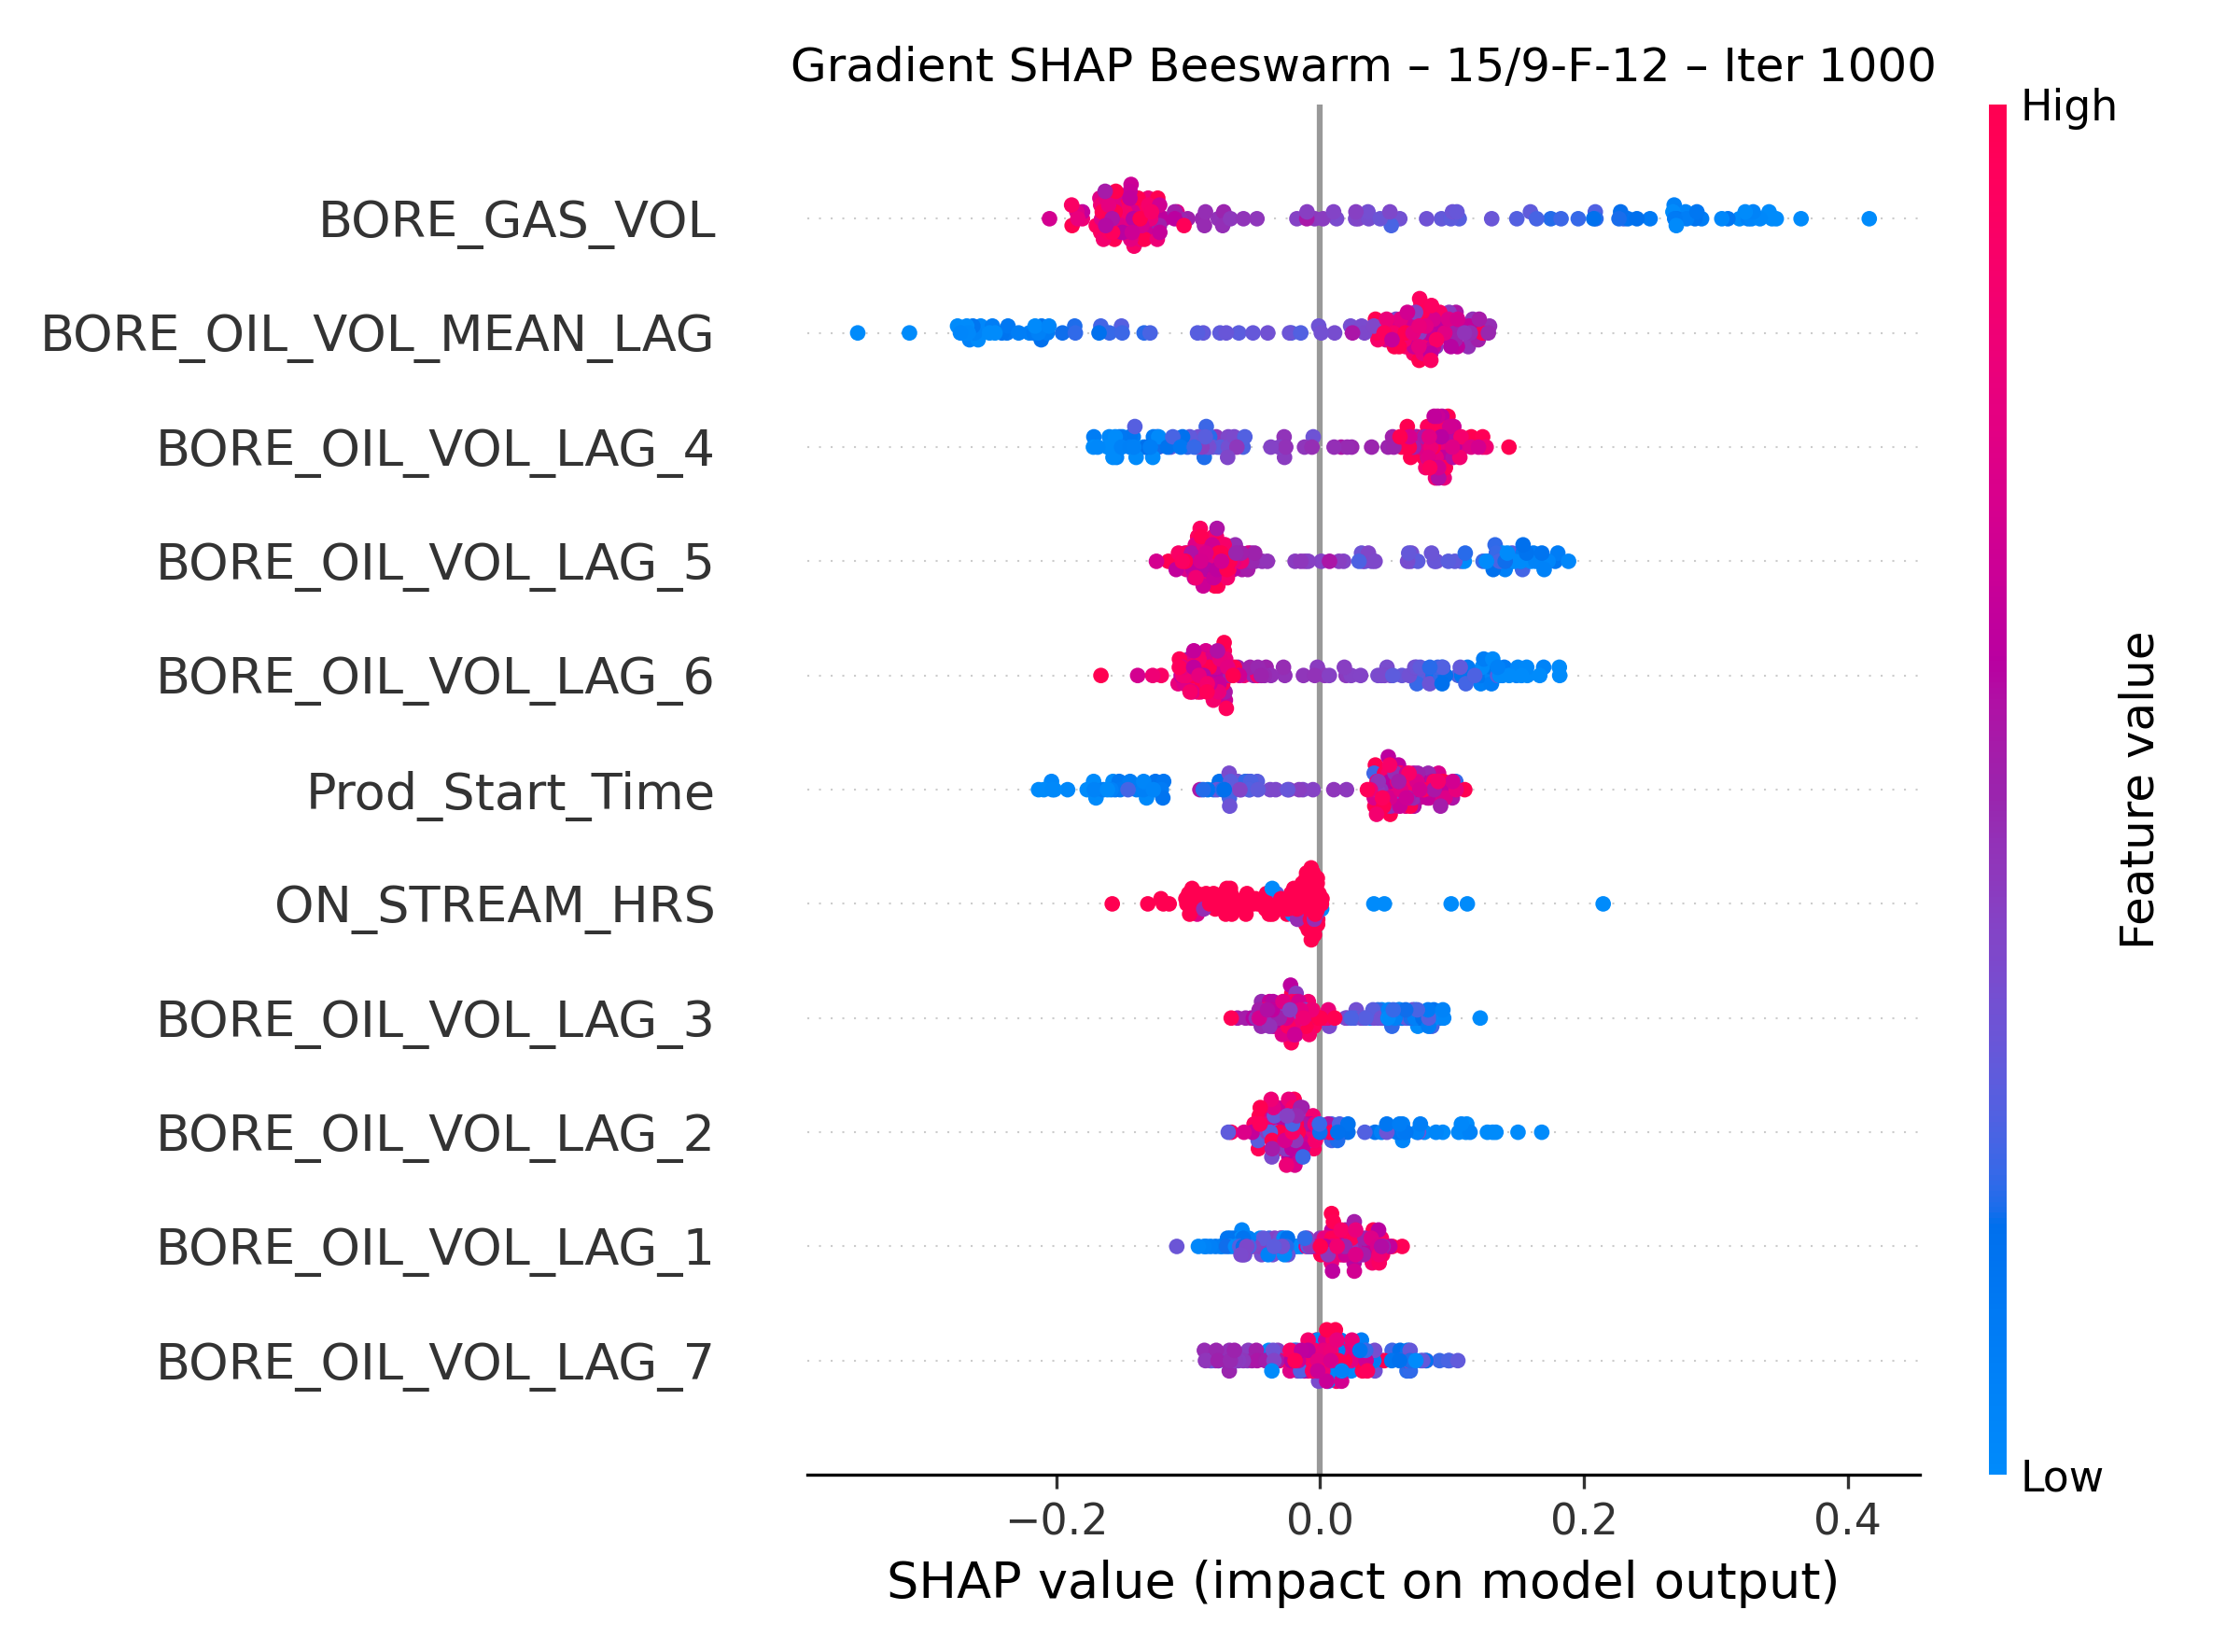 Gradient SHAP Beeswarm – 15/9-F-12 – Iter 1000
High
BORE_GAS_VOL
BORE_OIL_VOL_MEAN_LAG
BORE_OIL_VOL_LAG_4
BORE_OIL_VOL_LAG_5
BORE_OIL_VOL_LAG_6
Prod_Start_Time
ON_STREAM_HRS
BORE_OIL_VOL_LAG_3
BORE_OIL_VOL_LAG_2
BORE_OIL_VOL_LAG_1
BORE_OIL_VOL_LAG_7
Feature value
Low
−0.2 0.0 0.2 0.4
SHAP value (impact on model output)